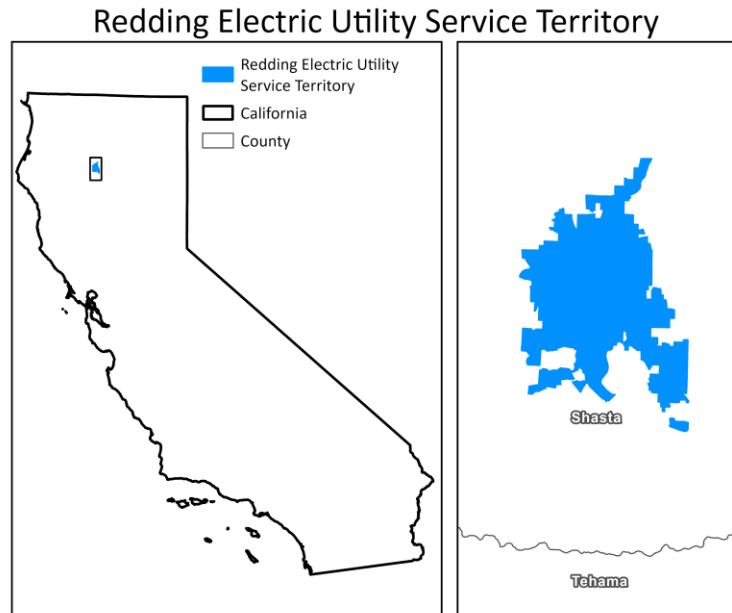 Redding Electric Utility Service Territory
Redding Electric Utility
Service Territory
California
County
Shasta
Tehama